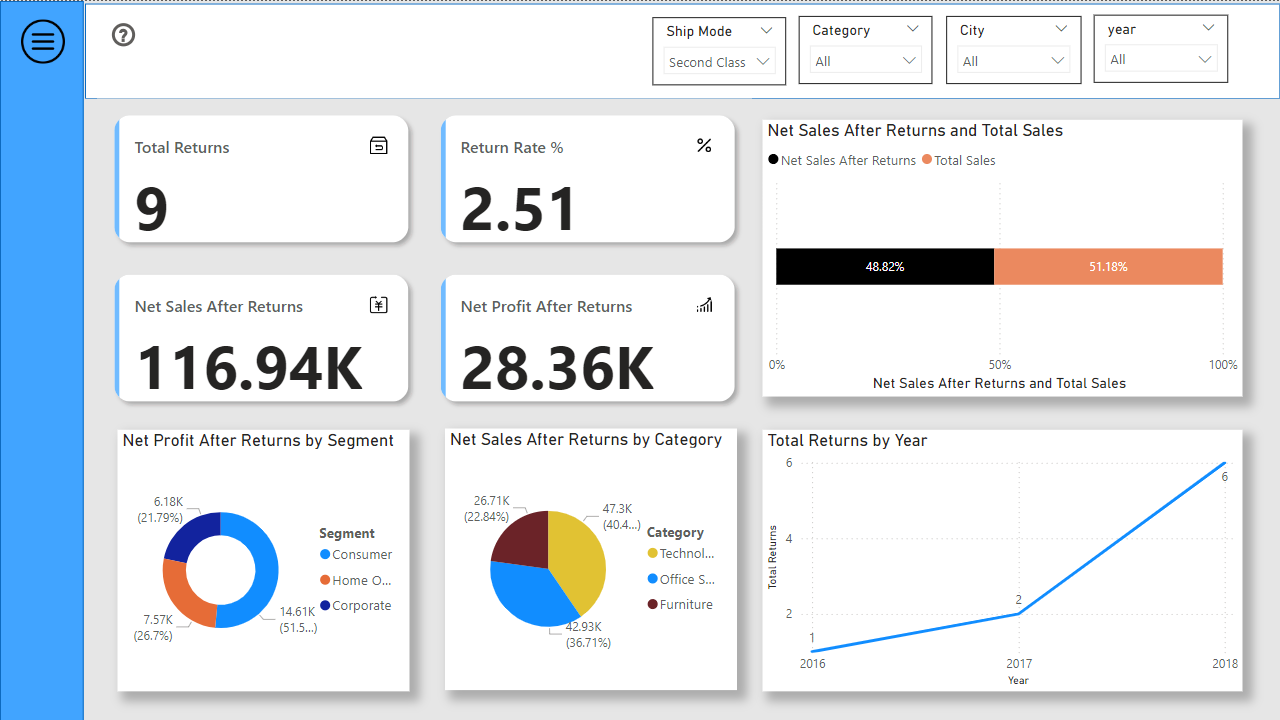 ?
Ship Mode
Second Class
Category
All
City
All
year
All
Total Returns
9
Return Rate %
%
2.51
Net Sales After Returns
¥
116.94K
Net Profit After Returns
28.36K
Net Sales After Returns and Total Sales
Net Sales After Returns Total Sales
48.82% 51.18%
0% 50% 100%
Net Sales After Returns and Total Sales
Net Profit After Returns by Segment
6.18K
(21.79%)
7.57K
(26.7%)
14.61K
(51.5...)
Segment
Consumer
Home O...
Corporate
Net Sales After Returns by Category
26.71K
(22.84%)
47.3K
(40.4...)
42.93K
(36.71%)
Category
Technol...
Office S...
Furniture
Total Returns by Year
Total Returns
6
4
2
1
2
6
2016 2017 2018
Year